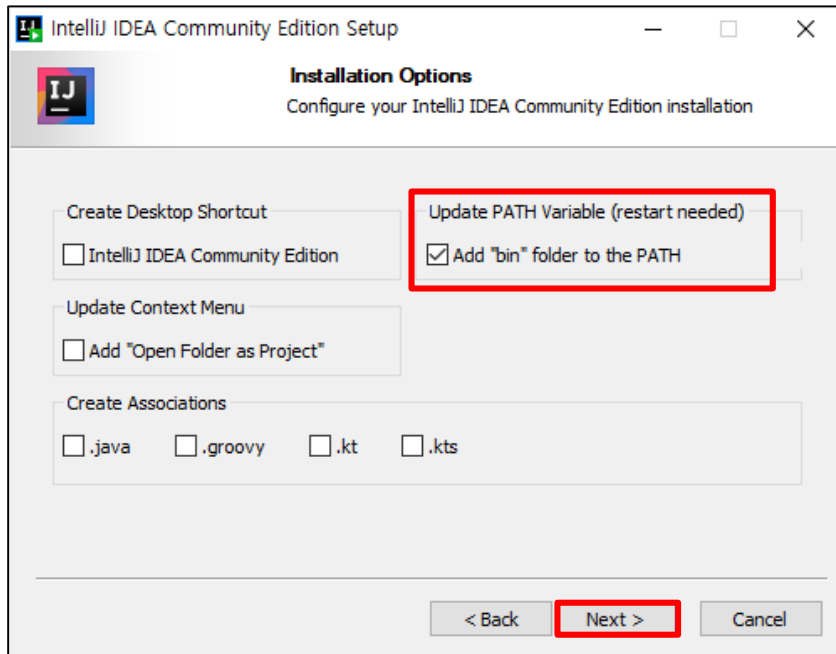 IntelliJ IDEA Community Edition Setup
IJ
Installation Options
Configure your IntelliJ IDEA Community Edition installation
Create Desktop Shortcut
IntelliJ IDEA Community Edition
Update PATH Variable (restart needed)
Add "bin" folder to the PATH
Update Context Menu
Add "Open Folder as Project"
Create Associations
.java .groovy .kt .kts
< Back Next > Cancel